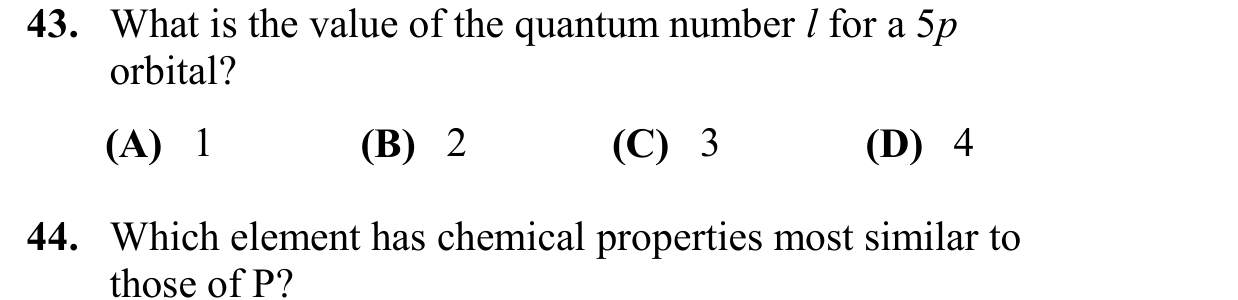 43. What is the value of the quantum number l for a 5p
orbital?
(A) 1 (B) 2 (C) 3 (D) 4
44. Which element has chemical properties most similar to
those of P?